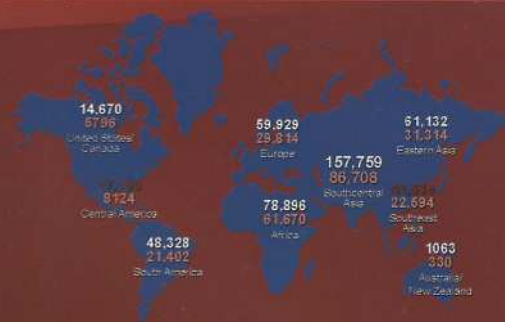 14,670
5796
United States/
Canada
8124
Central America
48,328
21,402
South America
59,929
29,814
Europe
78,896
61,670
Africa
157,759
86,708
Southcentral
Asia
61,132
31,314
Eastern Asia
22,594
Southeast
Asia
1063
330
Australia/
New Zealand